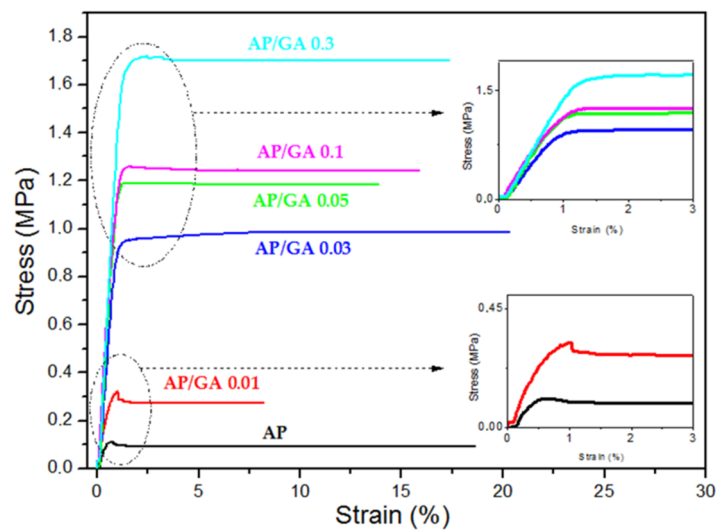 1.8
1.6
1.4
1.2
1.0
0.8
0.6
0.4
0.2
0.0
Stress (MPa)
0
5
10
15
20
25
30
Strain (%)
AP/GA 0.3
AP/GA 0.1
AP/GA 0.05
AP/GA 0.03
AP/GA 0.01
AP
1.5
0.0
Stress (MPa)
0
1
2
3
Strain (%)
0.45
0.00
Stress (MPa)
0
1
2
3
Strain (%)